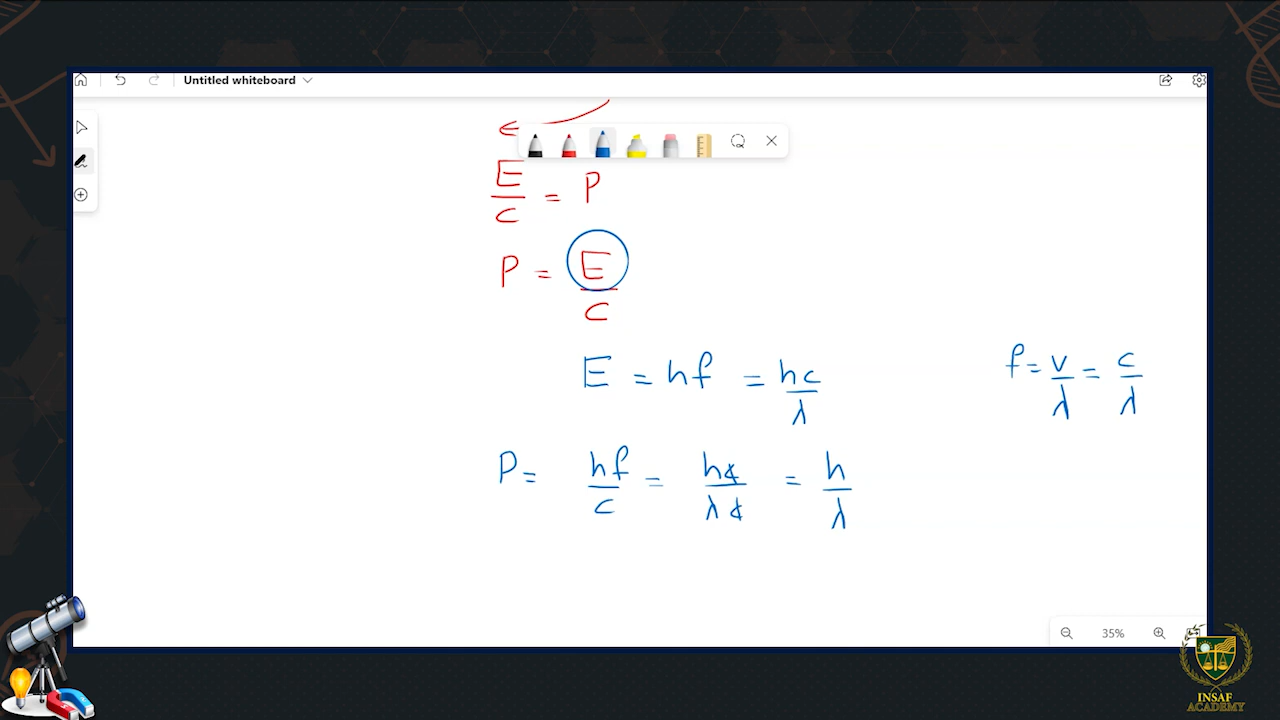 Untitled whiteboard
E/c = P
P = E/c
E = hf = hc/λ
f = v/λ = c/λ
P = hf/c = hc/λc = h/λ
35%
INSAF
ACADEMY